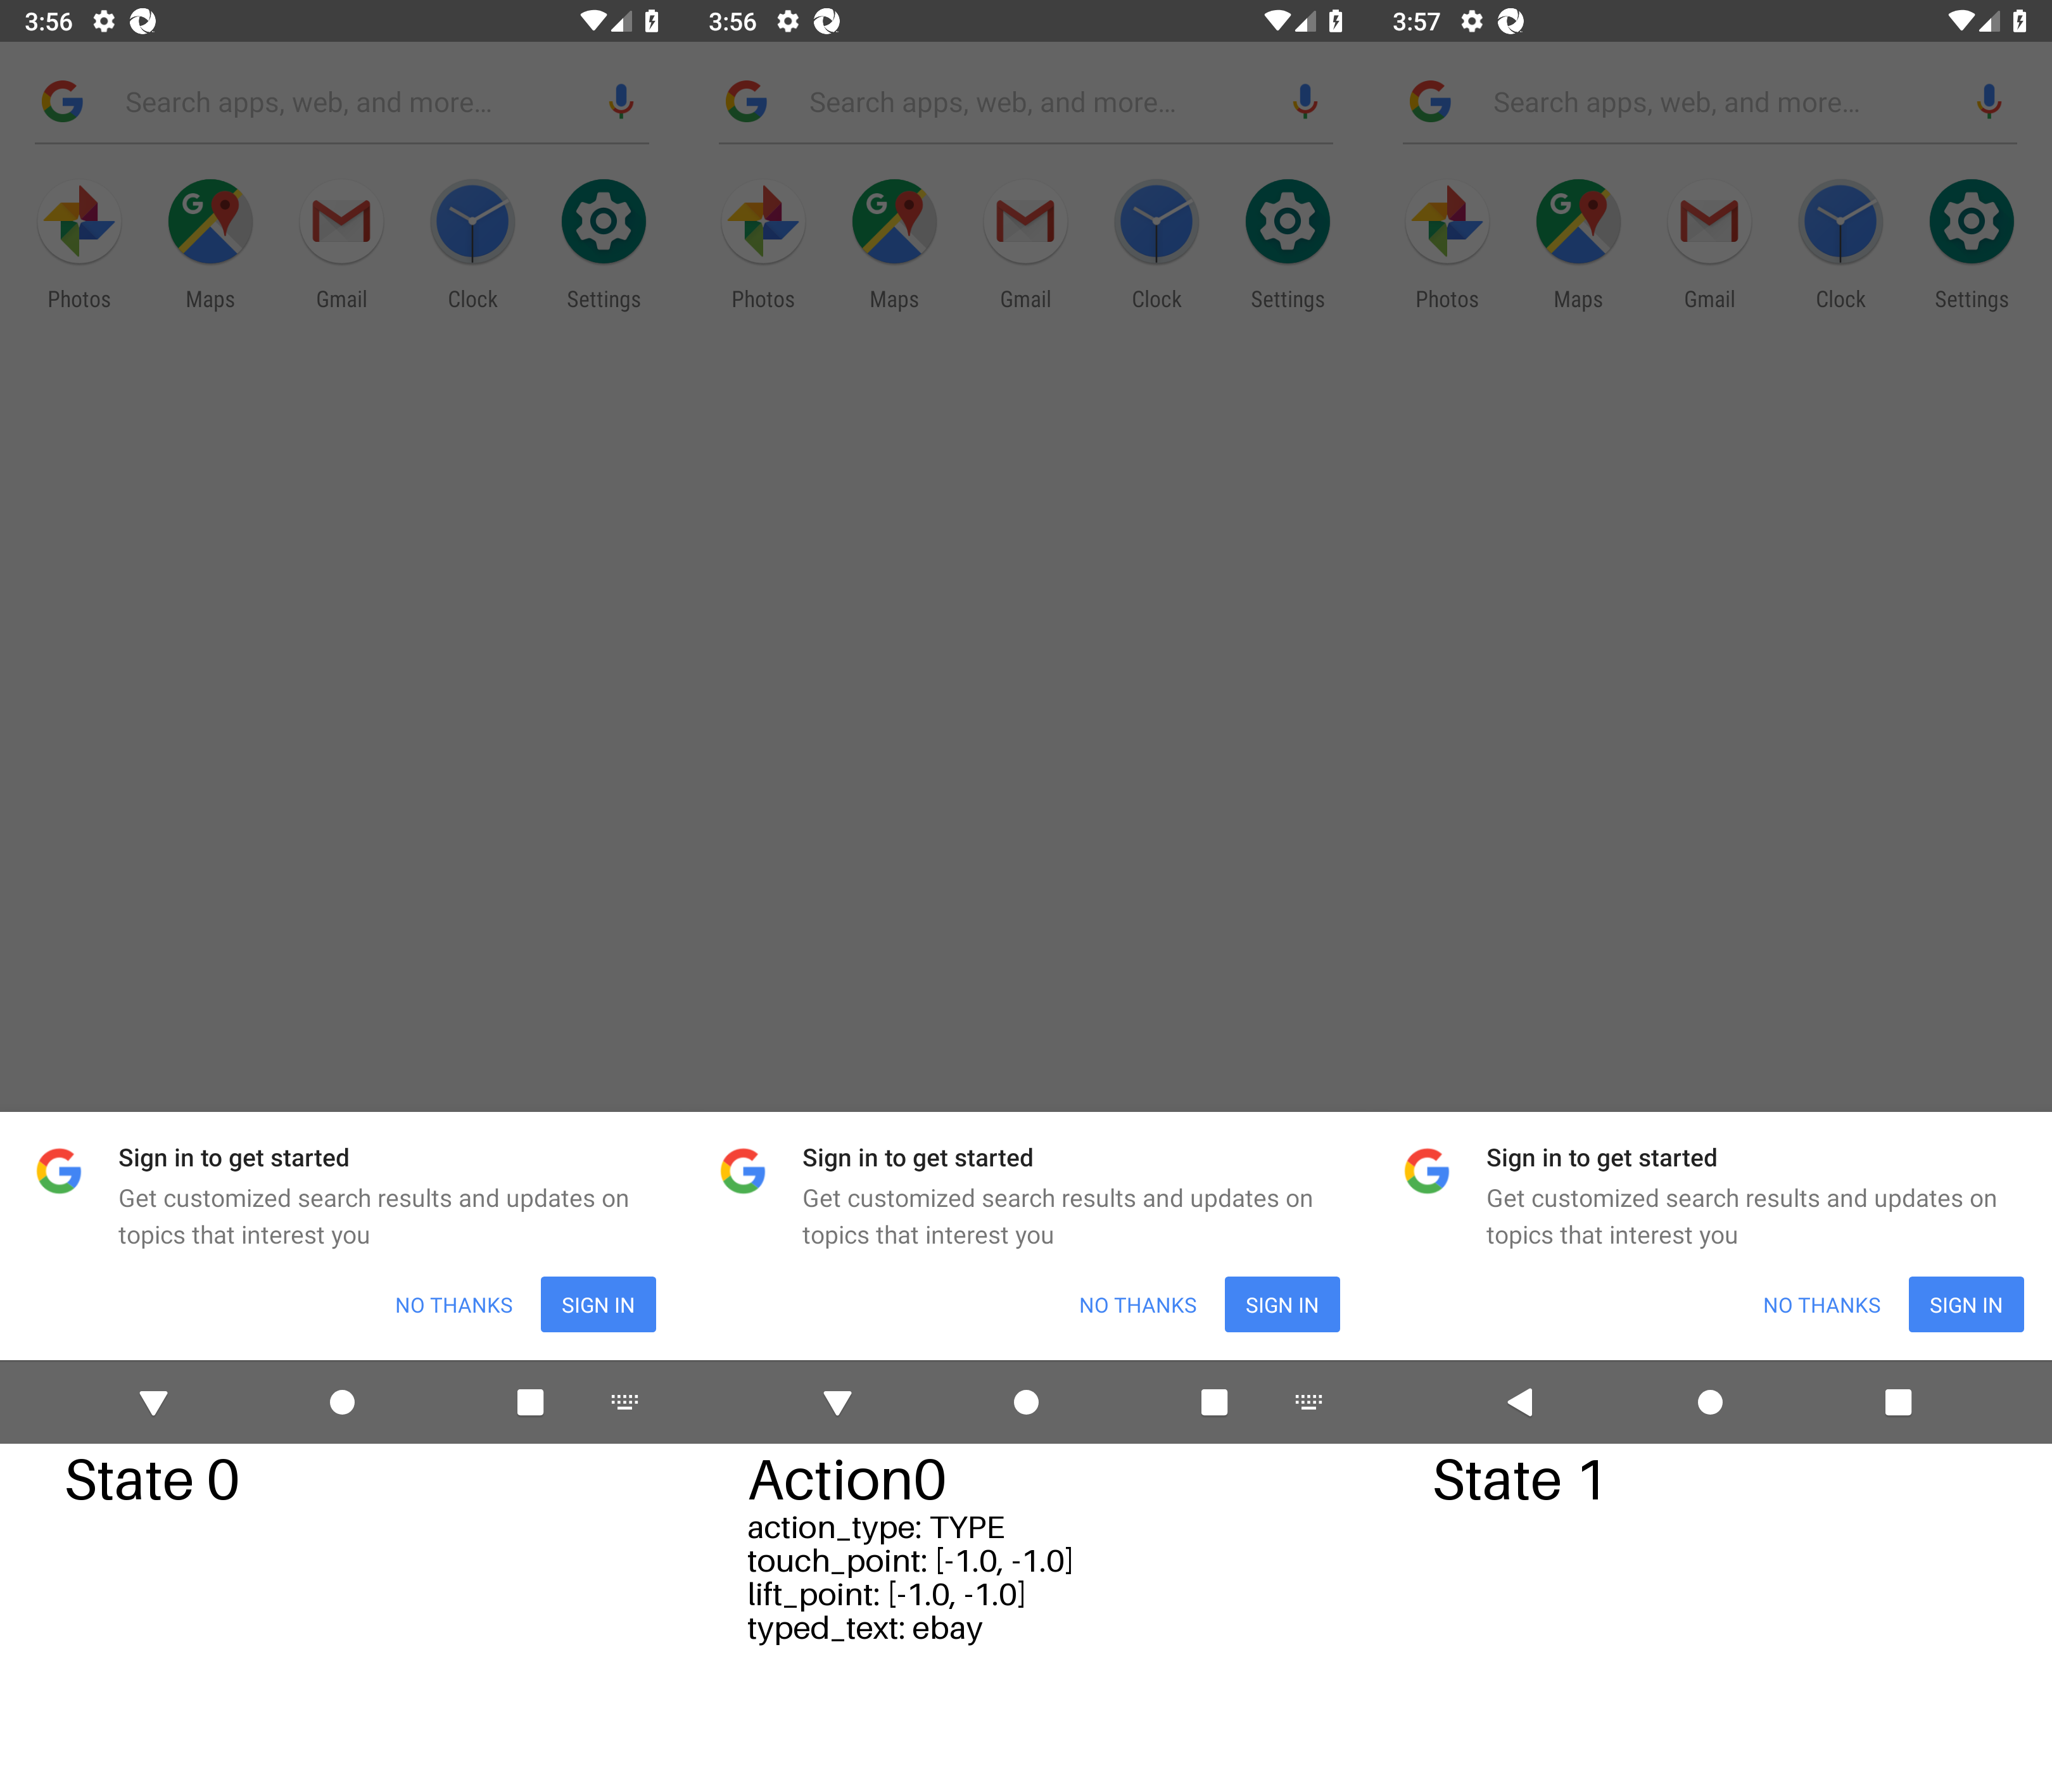 3:56
Search apps, web, and more...
Photos Maps Gmail Clock Settings
Sign in to get started
Get customized search results and updates on
topics that interest you
NO THANKS SIGN IN
State 0
3:56
Search apps, web, and more...
Photos Maps Gmail Clock Settings
Sign in to get started
Get customized search results and updates on
topics that interest you
NO THANKS SIGN IN
Action0
action_type: TYPE
touch_point: [-1.0, -1.0]
lift_point: [-1.0, -1.0]
typed_text: ebay
3:57
Search apps, web, and more...
Photos Maps Gmail Clock Settings
Sign in to get started
Get customized search results and updates on
topics that interest you
NO THANKS SIGN IN
State 1